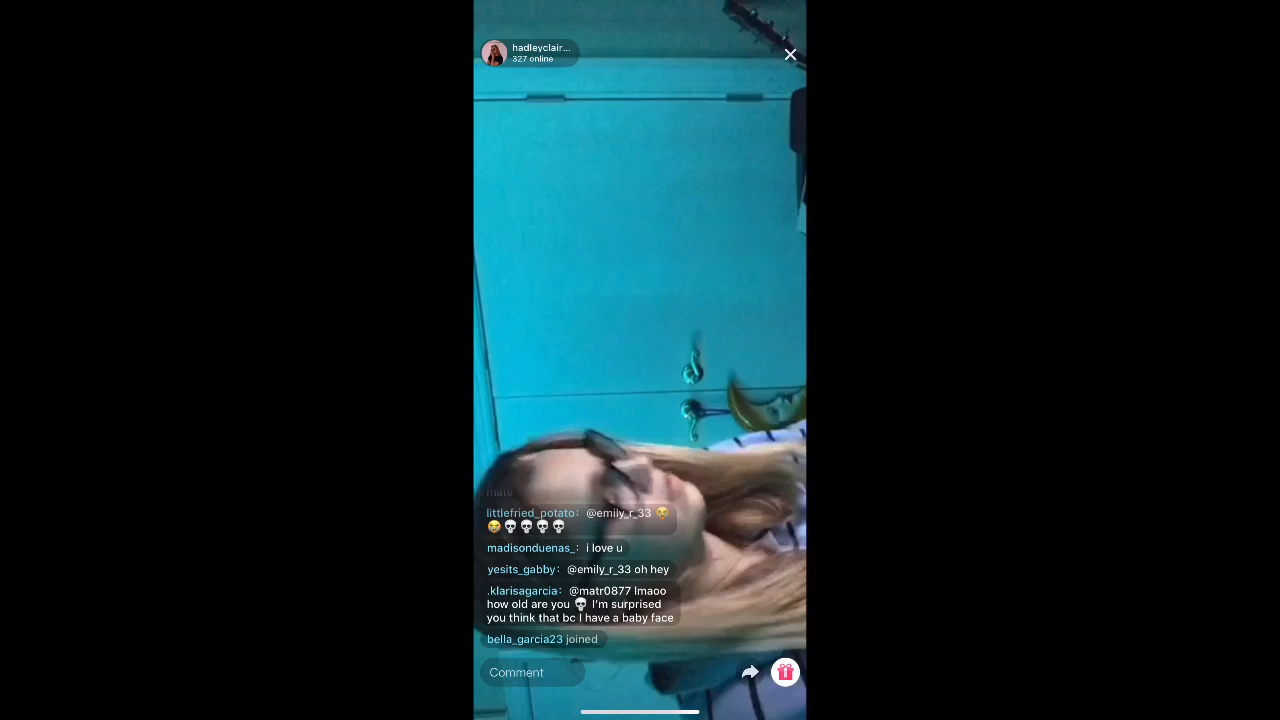 hadleyclair...
327 online
mate
littlefried_potato: @emily_r_33 😭
😭💀💀💀💀
madisonduenas_: i love u
yesits_gabby: @emily_r_33 oh hey
.klarisagarcia: @matr0877 lmaoo
how old are you 💀 I'm surprised
you think that bc I have a baby face
bella_garcia23 joined
Comment